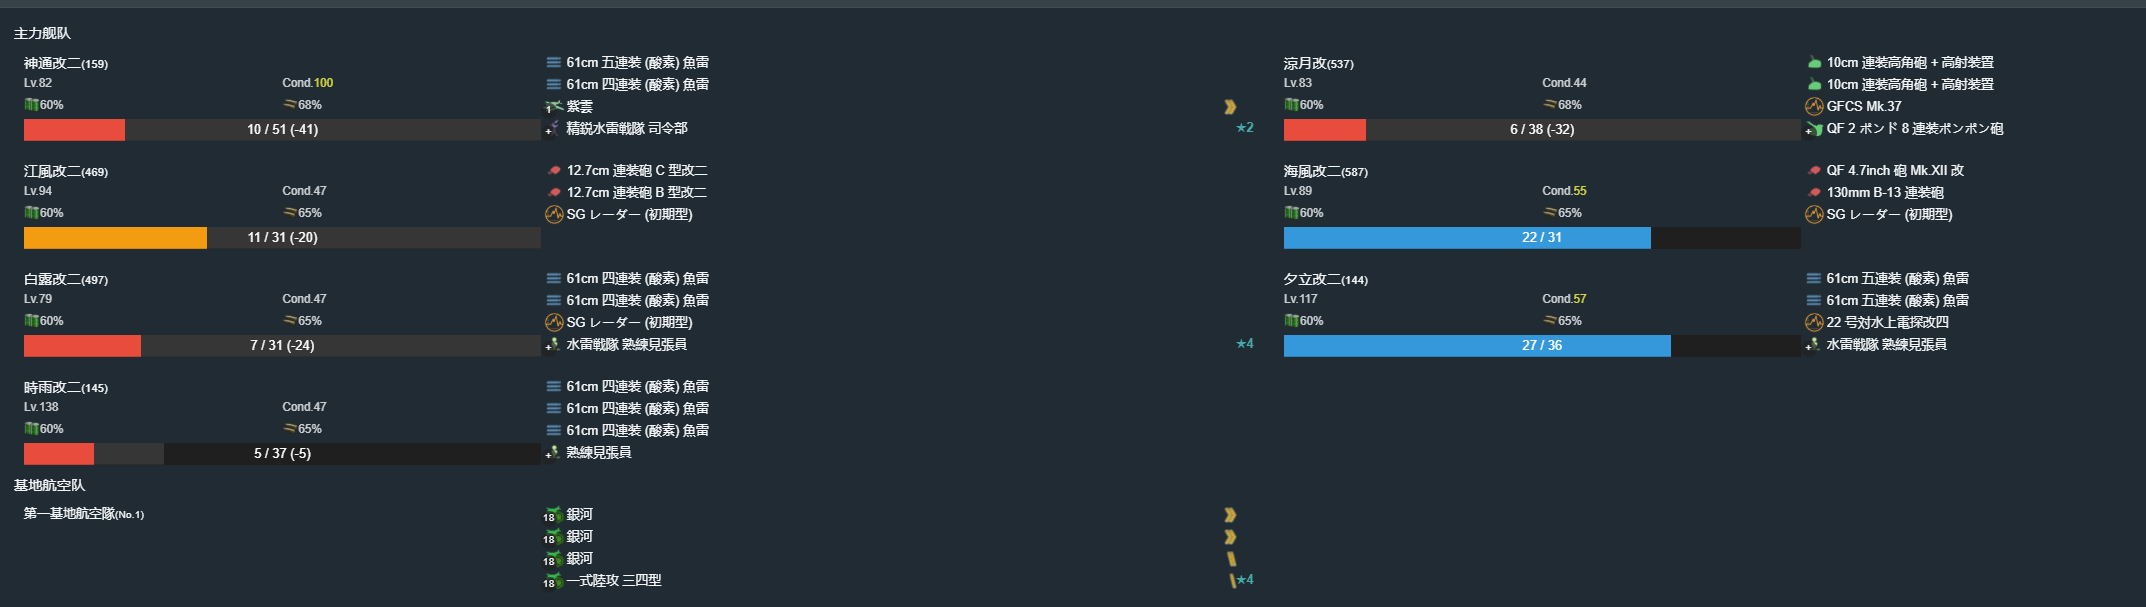 主力舰队
神通改二(159)
Lv.82 Cond.100
60% 68%
10 / 51 (-41)
61cm 五連装 (酸素) 魚雷
61cm 四連装 (酸素) 魚雷
1 紫雲
+ 精鋭水雷戦隊 司令部 ★2
涼月改(537)
Lv.83 Cond.44
60% 68%
6 / 38 (-32)
10cm 連装高角砲 + 高射装置
10cm 連装高角砲 + 高射装置
GFCS Mk.37
+ QF 2 ポンド 8 連装ポンポン砲
江風改二(469)
Lv.94 Cond.47
60% 65%
11 / 31 (-20)
12.7cm 連装砲 C 型改二
12.7cm 連装砲 B 型改二
SG レーダー (初期型)
海風改二(587)
Lv.89 Cond.55
60% 65%
22 / 31
QF 4.7inch 砲 Mk.XII 改
130mm B-13 連装砲
SG レーダー (初期型)
白露改二(497)
Lv.79 Cond.47
60% 65%
7 / 31 (-24)
61cm 四連装 (酸素) 魚雷
61cm 四連装 (酸素) 魚雷
SG レーダー (初期型)
+ 水雷戦隊 熟練見張員 ★4
夕立改二(144)
Lv.117 Cond.57
60% 65%
27 / 36
61cm 五連装 (酸素) 魚雷
61cm 五連装 (酸素) 魚雷
22 号対水上電探改四
+ 水雷戦隊 熟練見張員
時雨改二(145)
Lv.138 Cond.47
60% 65%
5 / 37 (-5)
61cm 四連装 (酸素) 魚雷
61cm 四連装 (酸素) 魚雷
61cm 四連装 (酸素) 魚雷
+ 熟練見張員
基地航空队
第一基地航空隊(No.1)
18 銀河
18 銀河
18 銀河
18 一式陸攻 三四型 ★4